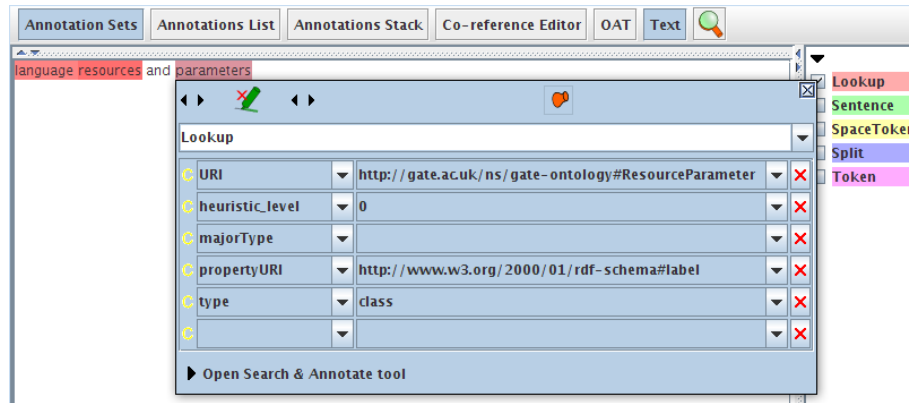 Annotation Sets Annotations List Annotations Stack Co-reference Editor OAT Text
language resources and parameters
Lookup
Sentence
SpaceToken
Split
Token
Lookup
C URI http://gate.ac.uk/ns/gate-ontology#ResourceParameter
C heuristic_level 0
C majorType
C propertyURI http://www.w3.org/2000/01/rdf-schema#label
C type class
C
Open Search & Annotate tool